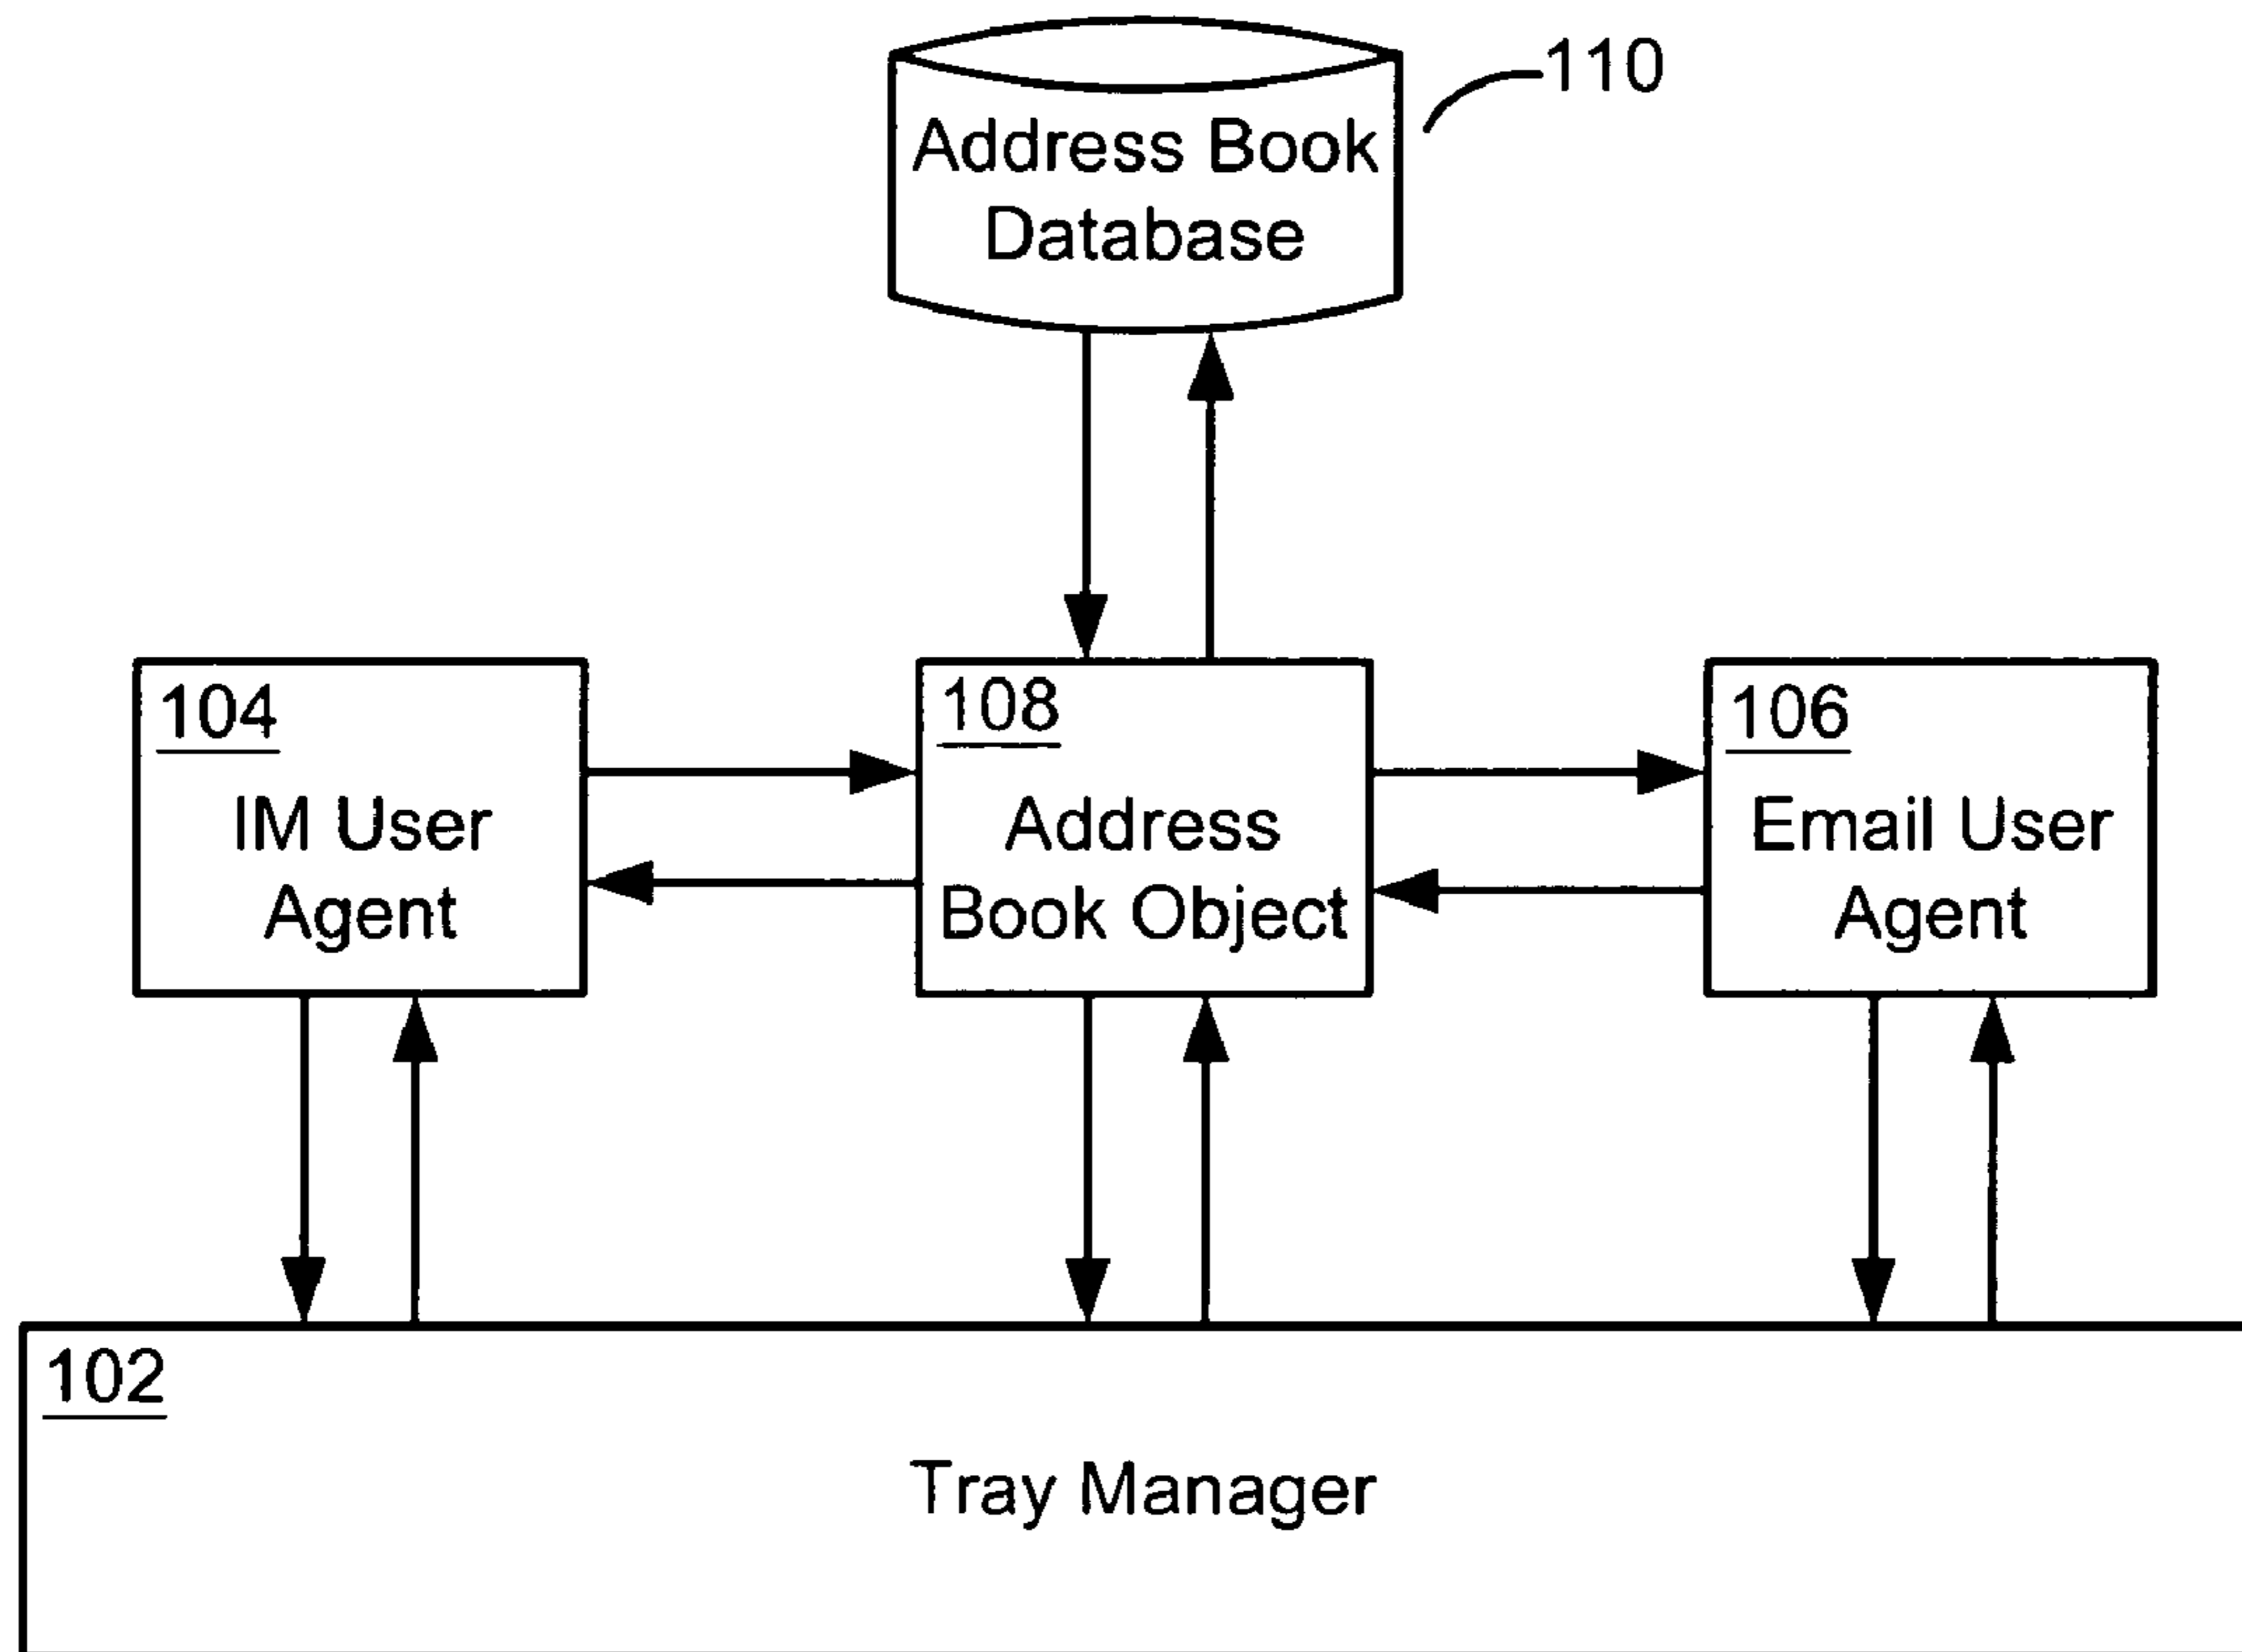 110
Address Book
Database
104
IM User
Agent
108
Address
Book Object
106
Email User
Agent
102
Tray Manager